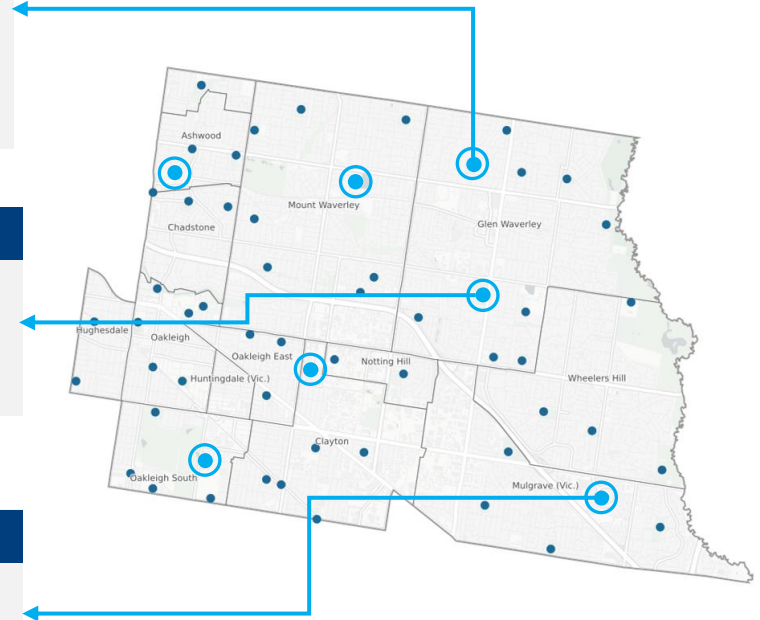 Ashwood
Mount Waverley
Chadstone
Glen Waverley
Hughesdale
Oakleigh
Oakleigh East
Notting Hill
Huntingdale (Vic.)
Wheelers Hill
Clayton
Oakleigh South
Mulgrave (Vic.)